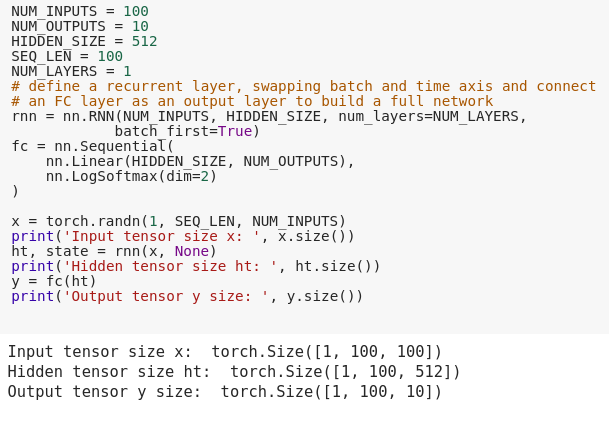 NUM_INPUTS = 100
NUM_OUTPUTS = 10
HIDDEN_SIZE = 512
SEQ_LEN = 100
NUM_LAYERS = 1
# define a recurrent layer, swapping batch and time axis and connect
# an FC layer as an output layer to build a full network
rnn = nn.RNN(NUM_INPUTS, HIDDEN_SIZE, num_layers=NUM_LAYERS,
            batch_first=True)
fc = nn.Sequential(
    nn.Linear(HIDDEN_SIZE, NUM_OUTPUTS),
    nn.LogSoftmax(dim=2)
)
x = torch.randn(1, SEQ_LEN, NUM_INPUTS)
print('Input tensor size x: ', x.size())
ht, state = rnn(x, None)
print('Hidden tensor size ht: ', ht.size())
y = fc(ht)
print('Output tensor y size: ', y.size())
Input tensor size x:  torch.Size([1, 100, 100])
Hidden tensor size ht:  torch.Size([1, 100, 512])
Output tensor y size:  torch.Size([1, 100, 10])